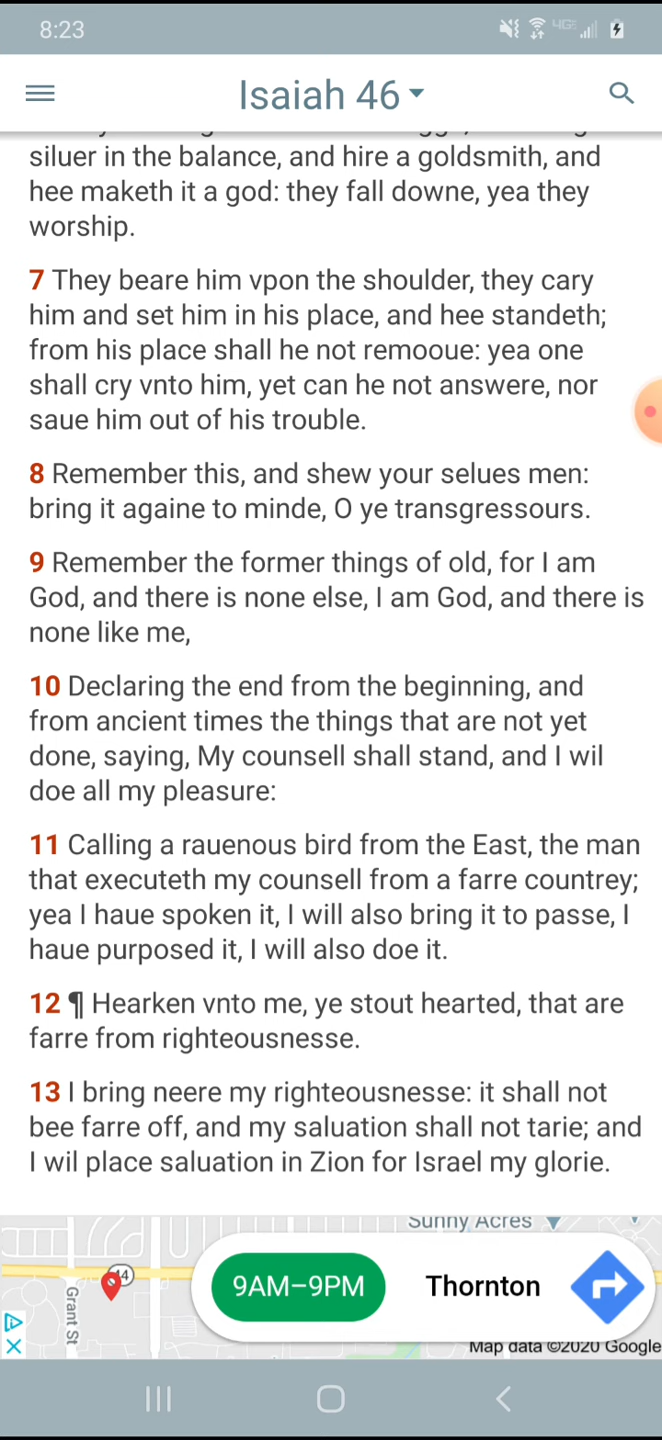 8:23
4GE
Isaiah 46
siluer in the balance, and hire a goldsmith, and
hee maketh it a god: they fall downe, yea they
worship.
7 They beare him vpon the shoulder, they cary
him and set him in his place, and hee standeth;
from his place shall he not remooue: yea one
shall cry vnto him, yet can he not answere, nor
saue him out of his trouble.
8 Remember this, and shew your selues men:
bring it againe to minde, O ye transgressours.
9 Remember the former things of old, for I am
God, and there is none else, I am God, and there is
none like me,
10 Declaring the end from the beginning, and
from ancient times the things that are not yet
done, saying, My counsell shall stand, and I wil
doe all my pleasure:
11 Calling a rauenous bird from the East, the man
that executeth my counsell from a farre countrey;
yea I haue spoken it, I will also bring it to passe, I
haue purposed it, I will also doe it.
12 ¶ Hearken vnto me, ye stout hearted, that are
farre from righteousnesse.
13 I bring neere my righteousnesse: it shall not
bee farre off, and my saluation shall not tarie; and
I wil place saluation in Zion for Israel my glorie.
Sunny Acres
44
Grant St
9AM–9PM
Thornton
Map data ©2020 Google